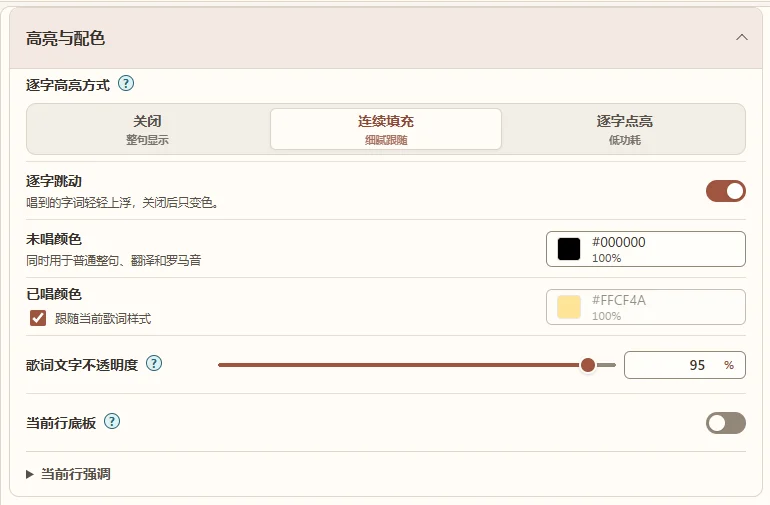 高亮与配色
逐字高亮方式 ?
关闭
整句显示
连续填充
细腻跟随
逐字点亮
低功耗
逐字跳动
唱到的字词轻轻上浮，关闭后只变色。
未唱颜色
同时用于普通整句、翻译和罗马音
#000000
100%
已唱颜色
跟随当前歌词样式
#FFCF4A
100%
歌词文字不透明度 ?
95 %
当前行底板 ?
当前行强调